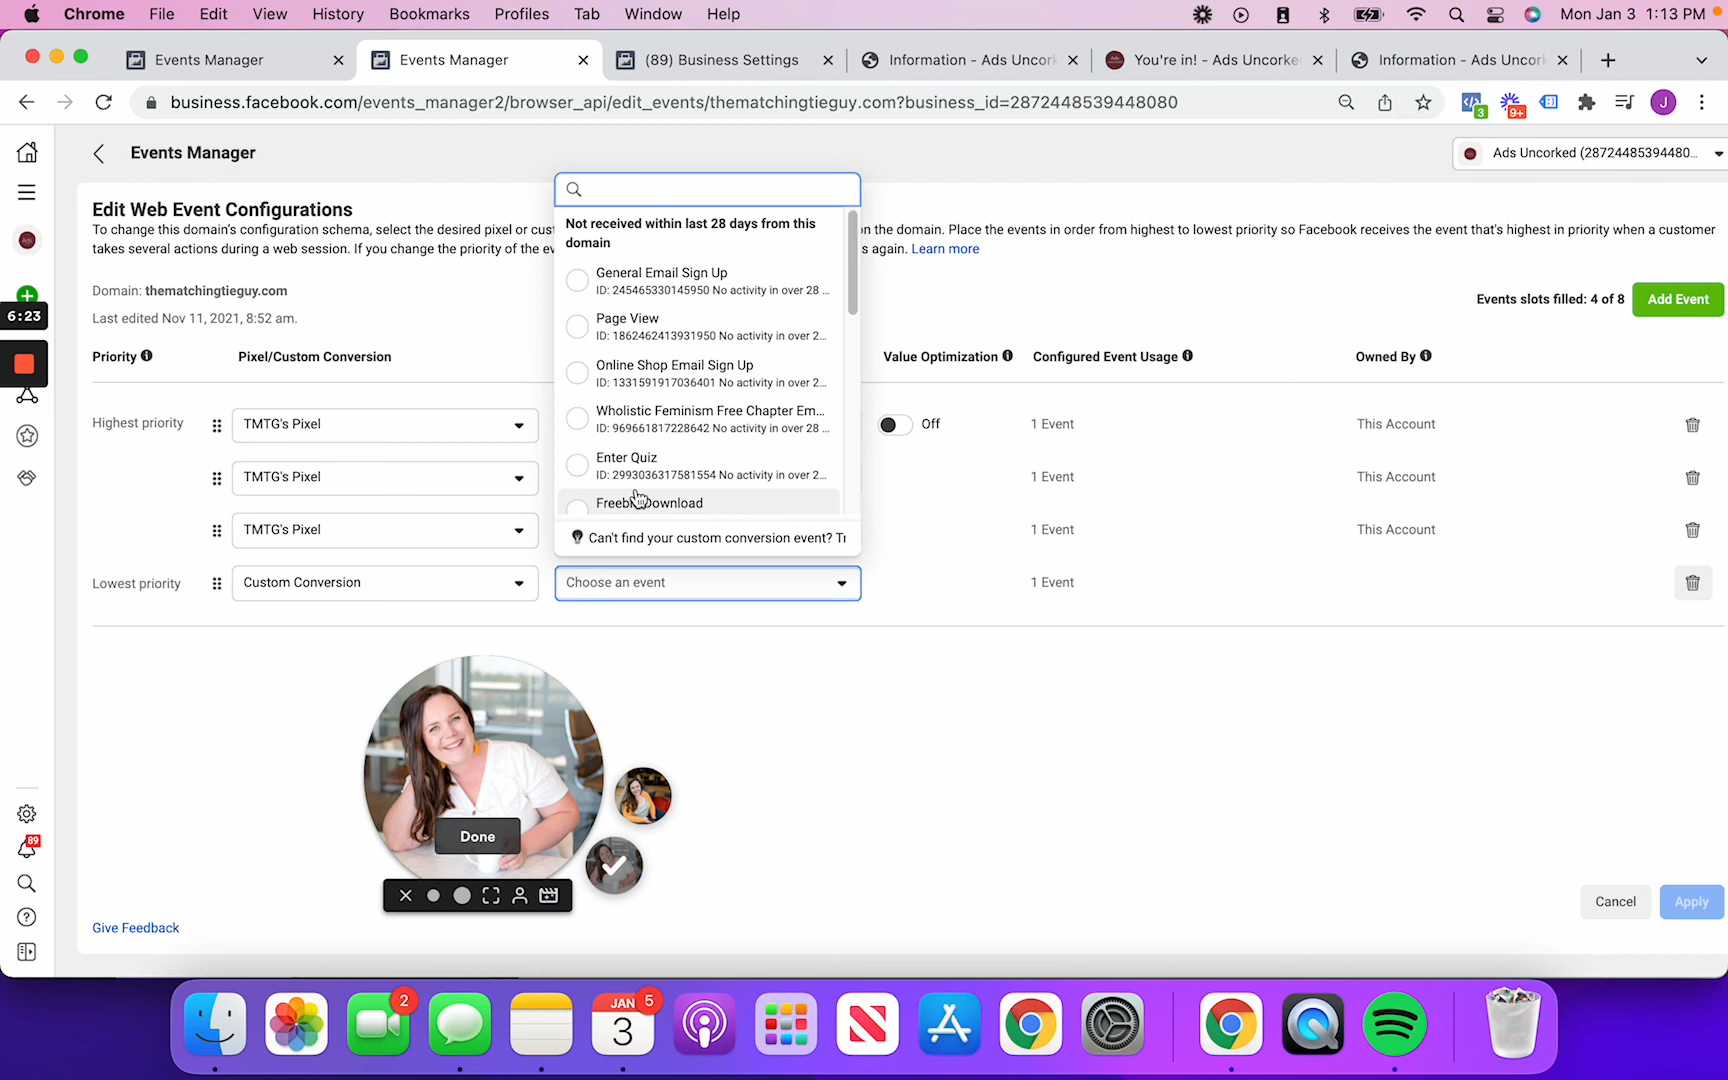 Chrome File Edit View History Bookmarks Profiles Tab Window Help Mon Jan 3 1:13 PM
Events Manager Events Manager (89) Business Settings Information - Ads Uncork You're in! - Ads Uncorke Information - Ads Uncork
business.facebook.com/events_manager2/browser_api/edit_events/thematchingtieguy.com?business_id=2872448539448080 3 9+ J
Events Manager
Ads Uncorked (28724485394480...
Edit Web Event Configurations
To change this domain's configuration schema, select the desired pixel or cus
on the domain. Place the events in order from highest to lowest priority so Facebook receives the event that's highest in priority when a customer
takes several actions during a web session. If you change the priority of the ev
s again. Learn more
Domain: thematchingtieguy.com
Last edited Nov 11, 2021, 8:52 am.
Events slots filled: 4 of 8 Add Event
6:23
Priority Pixel/Custom Conversion Value Optimization Configured Event Usage Owned By
Not received within last 28 days from this
domain
General Email Sign Up
ID: 245465330145950 No activity in over 28 ...
Page View
ID: 1862462413931950 No activity in over 2...
Online Shop Email Sign Up
ID: 1331591917036401 No activity in over 2...
Wholistic Feminism Free Chapter Em...
ID: 969661817228642 No activity in over 28 ...
Enter Quiz
ID: 2993036317581554 No activity in over 2...
Download
Can't find your custom conversion event? Tr
Highest priority TMTG's Pixel Off 1 Event This Account
TMTG's Pixel 1 Event This Account
TMTG's Pixel 1 Event This Account
Lowest priority Custom Conversion Choose an event 1 Event
Done
89
Give Feedback
Cancel Apply
2
JAN
3
5